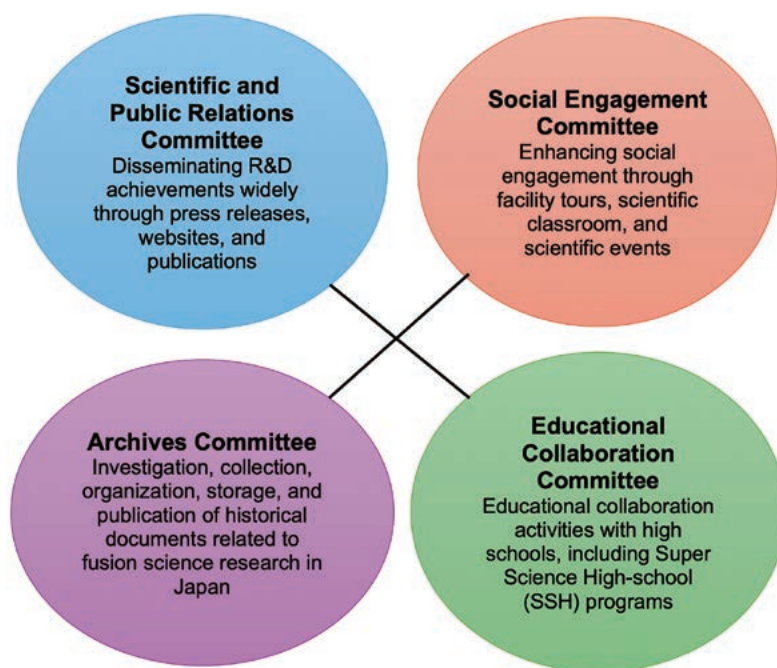 Scientific and
Public Relations
Committee
Disseminating R&D
achievements widely
through press releases,
websites, and
publications
Social Engagement
Committee
Enhancing social
engagement through
facility tours, scientific
classroom, and
scientific events
Archives Committee
Investigation, collection,
organization, storage, and
publication of historical
documents related to
fusion science research in
Japan
Educational
Collaboration
Committee
Educational collaboration
activities with high
schools, including Super
Science High-school
(SSH) programs